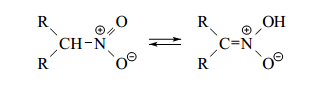 R O R OH
⊕ ⊕
CH–N C=N
R O⊖ R O⊖